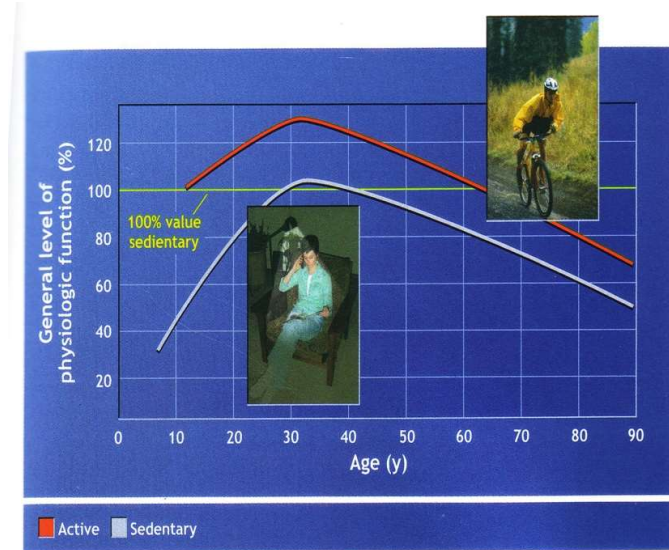 General level of
physiologic function (%)
120
100
80
60
40
20
100% value
sedientary
0 10 20 30 40 50 60 70 80 90
Age (y)
Active Sedentary